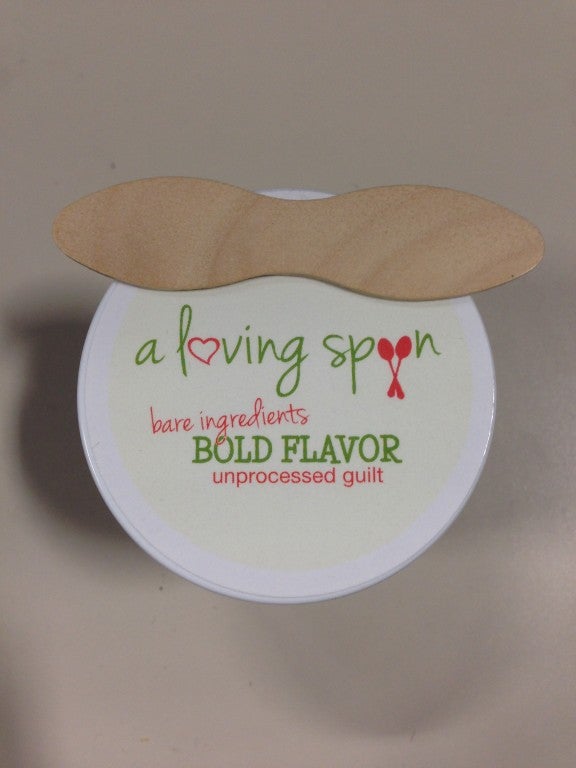 a loving spoon
bare ingredients
BOLD FLAVOR
unprocessed guilt